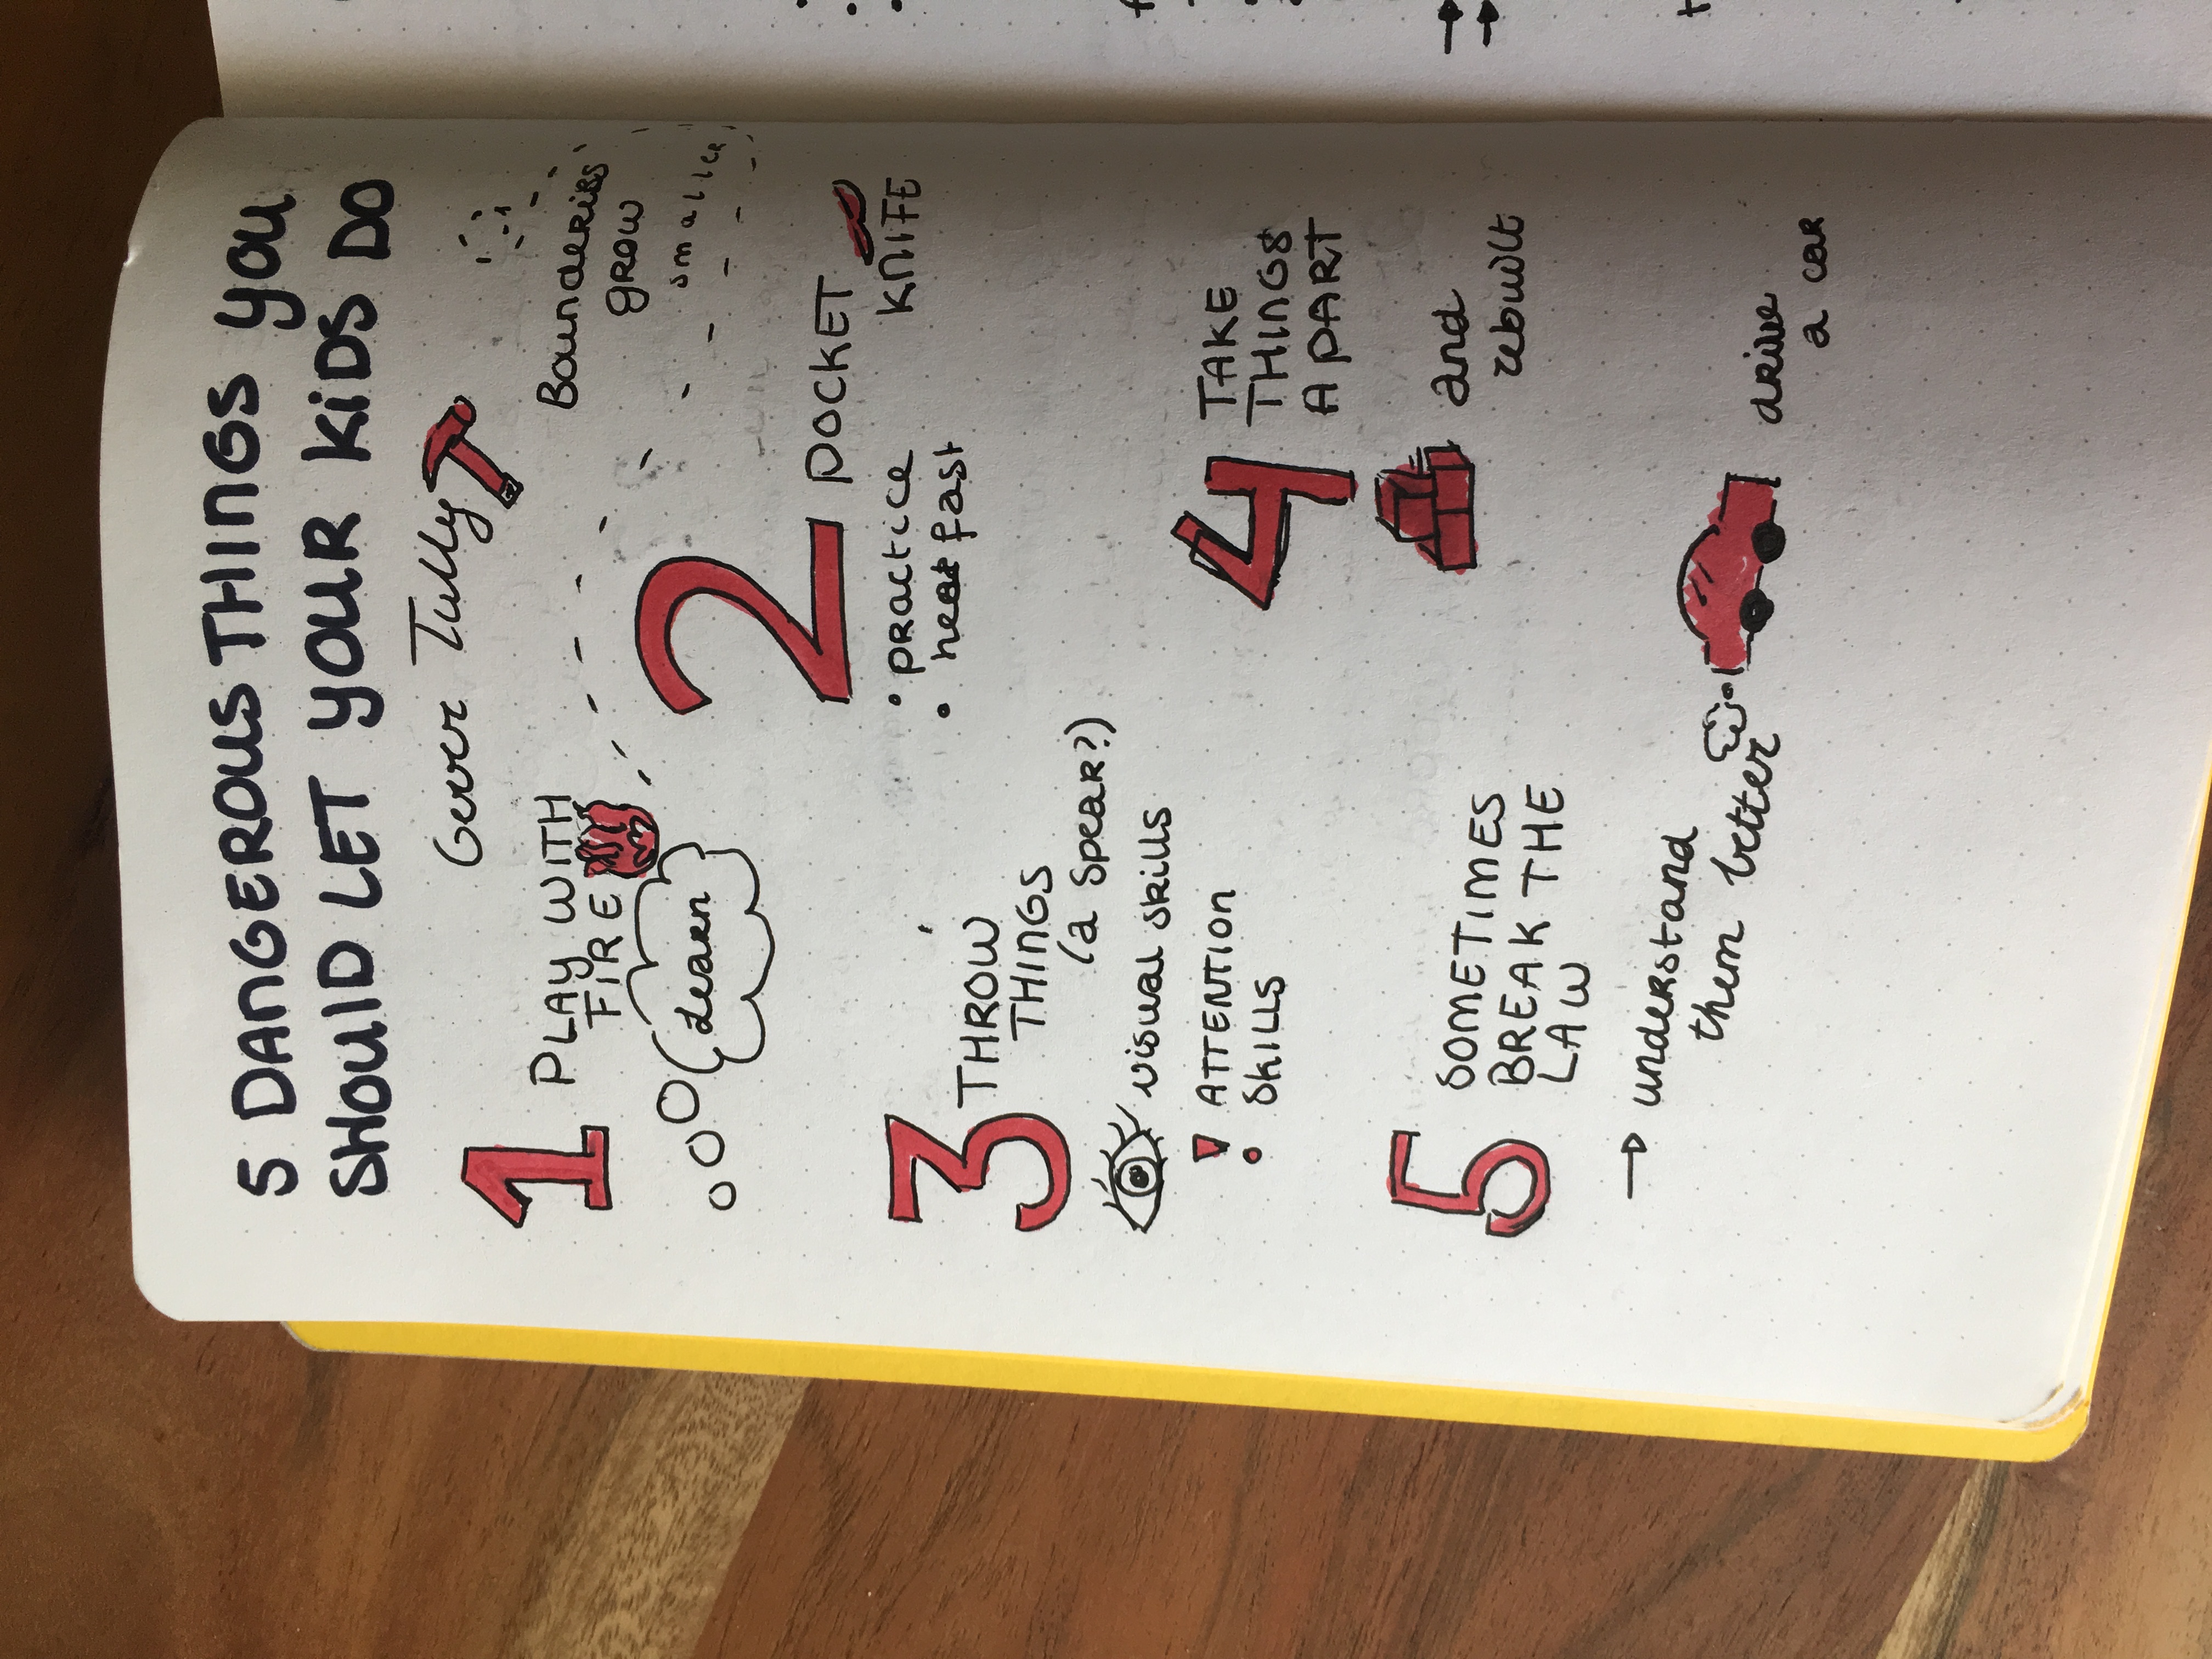 5 DANGEROUS THINGS YOU
SHOULD LET YOUR KIDS DO
Gever Tully
1
PLAY WITH
FIRE
Learn
Bounderies
grow
smaller
2
POCKET
KNIFE
• practice
• heal fast
3
THROW
THINGS
(a spear?)
visual skills
! ATTENTION
SKILLS
4
TAKE
THINGS
A PART
and
rebuilt
5
SOMETIMES
BREAK THE
LAW
→ understand
them better
drive
a car